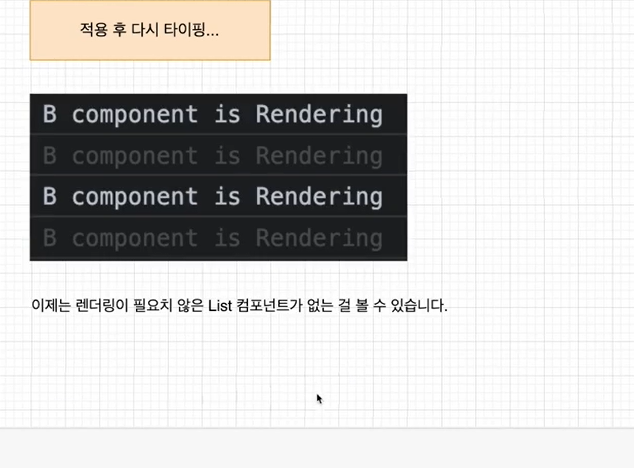 적용 후 다시 타이핑...
B component is Rendering
B component is Rendering
B component is Rendering
B component is Rendering
이제는 렌더링이 필요치 않은 List 컴포넌트가 없는 걸 볼 수 있습니다.